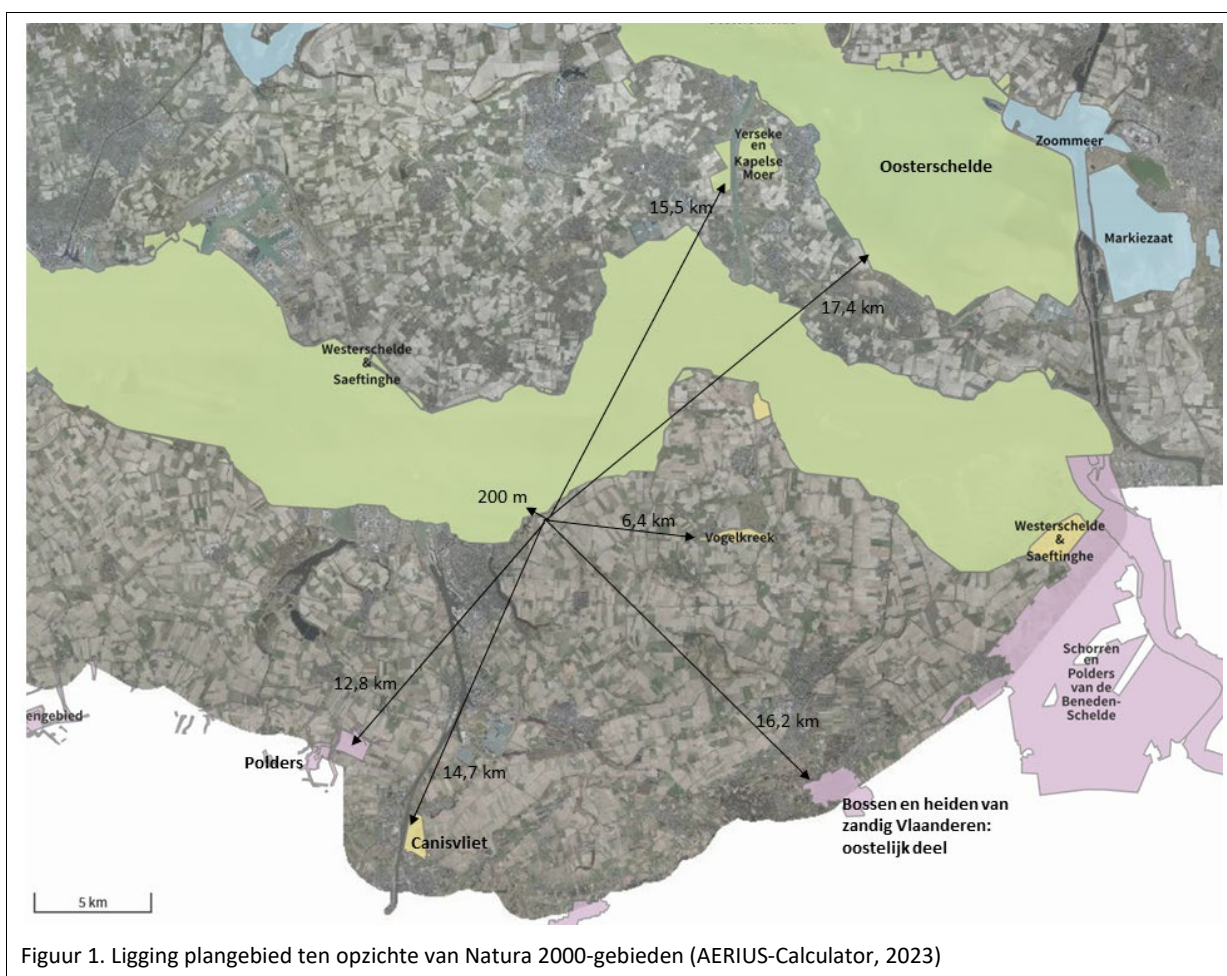 Oosterschelde
Yerseke
en
Kapelse
Moer
Zoommeer
Oosterschelde
15,5 km
Markiezaat
17,4 km
Westerschelde
&
Saeftinghe
200 m
6,4 km
Vogelkreek
Westerschelde
&
Saeftinghe
Schorren
en
Polders
van de
Beneden-
Schelde
12,8 km
engebied
16,2 km
Polders
14,7 km
Bossen en heiden van
zandig Vlaanderen:
oostelijk deel
Canisvliet
5 km
Figuur 1. Ligging plangebied ten opzichte van Natura 2000-gebieden (AERIUS-Calculator, 2023)